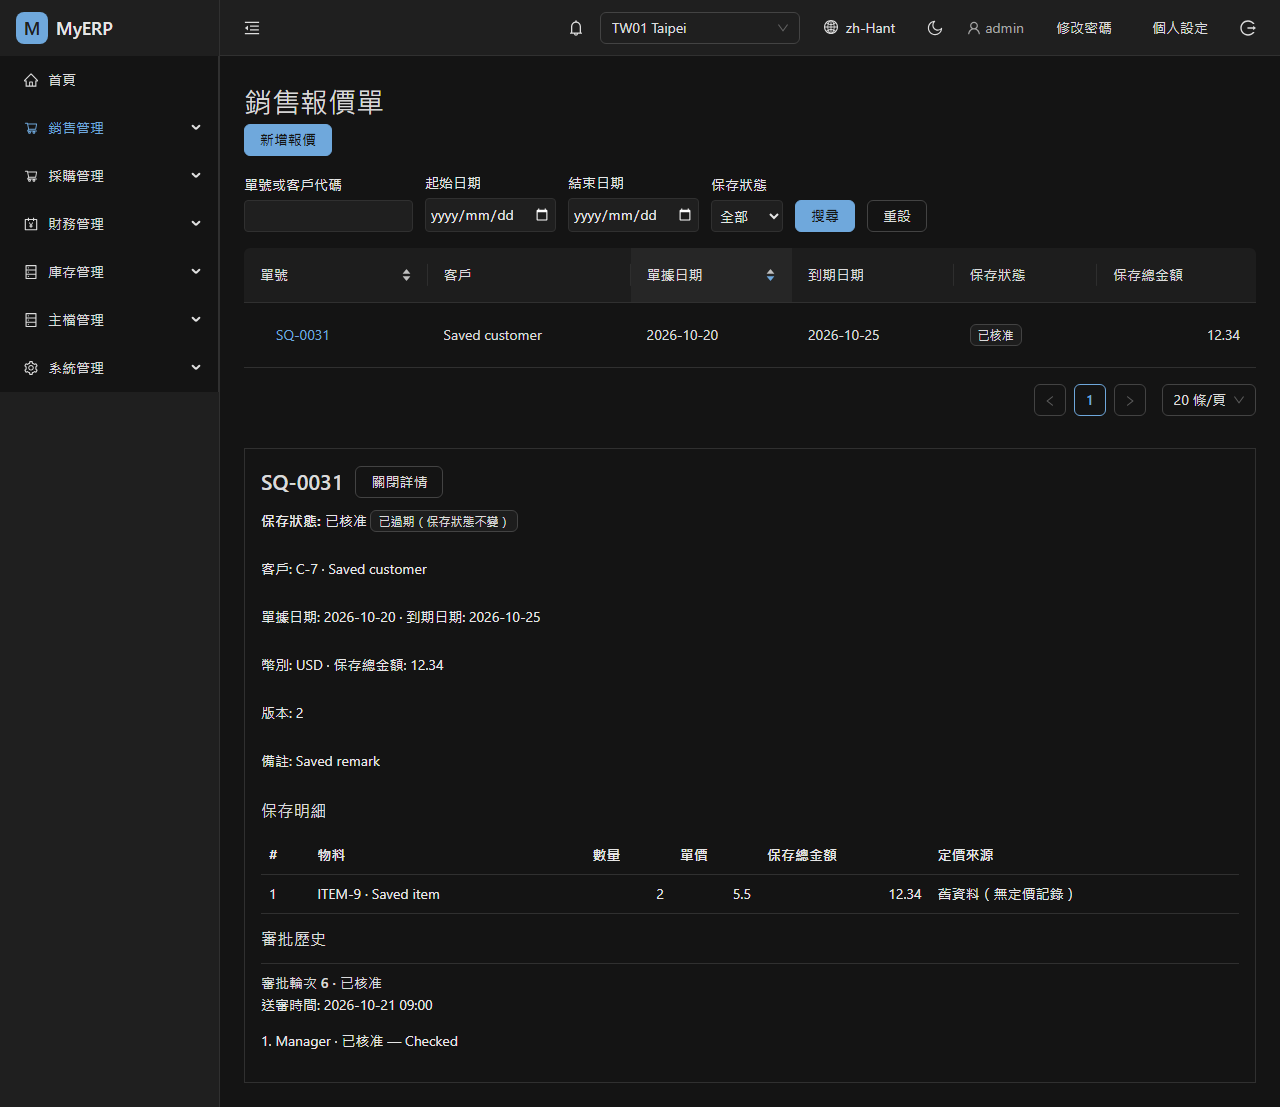 M MyERP
TW01 Taipei
zh-Hant
admin
修改密碼
個人設定
首頁
銷售管理
採購管理
財務管理
庫存管理
主檔管理
系統管理
銷售報價單
新增報價
單號或客戶代碼
起始日期
結束日期
保存狀態
yyyy/mm/dd
yyyy/mm/dd
全部
搜尋
重設
單號 客戶 單據日期 到期日期 保存狀態 保存總金額
SQ-0031 Saved customer 2026-10-20 2026-10-25 已核准 12.34
< 1 > 20 條/頁
SQ-0031 關閉詳情
保存狀態: 已核准 已過期（保存狀態不變）
客戶: C-7 · Saved customer
單據日期: 2026-10-20 · 到期日期: 2026-10-25
幣別: USD · 保存總金額: 12.34
版本: 2
備註: Saved remark
保存明細
# 物料 數量 單價 保存總金額 定價來源
1 ITEM-9 · Saved item 2 5.5 12.34 舊資料（無定價記錄）
審批歷史
審批輪次 6 · 已核准
送審時間: 2026-10-21 09:00
1. Manager · 已核准 — Checked